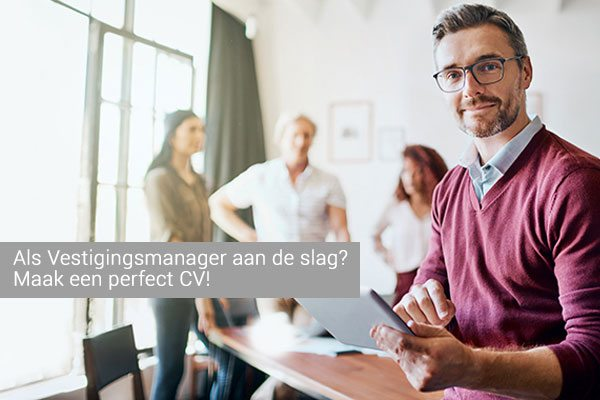 Als Vestigingsmanager aan de slag?
Maak een perfect CV!